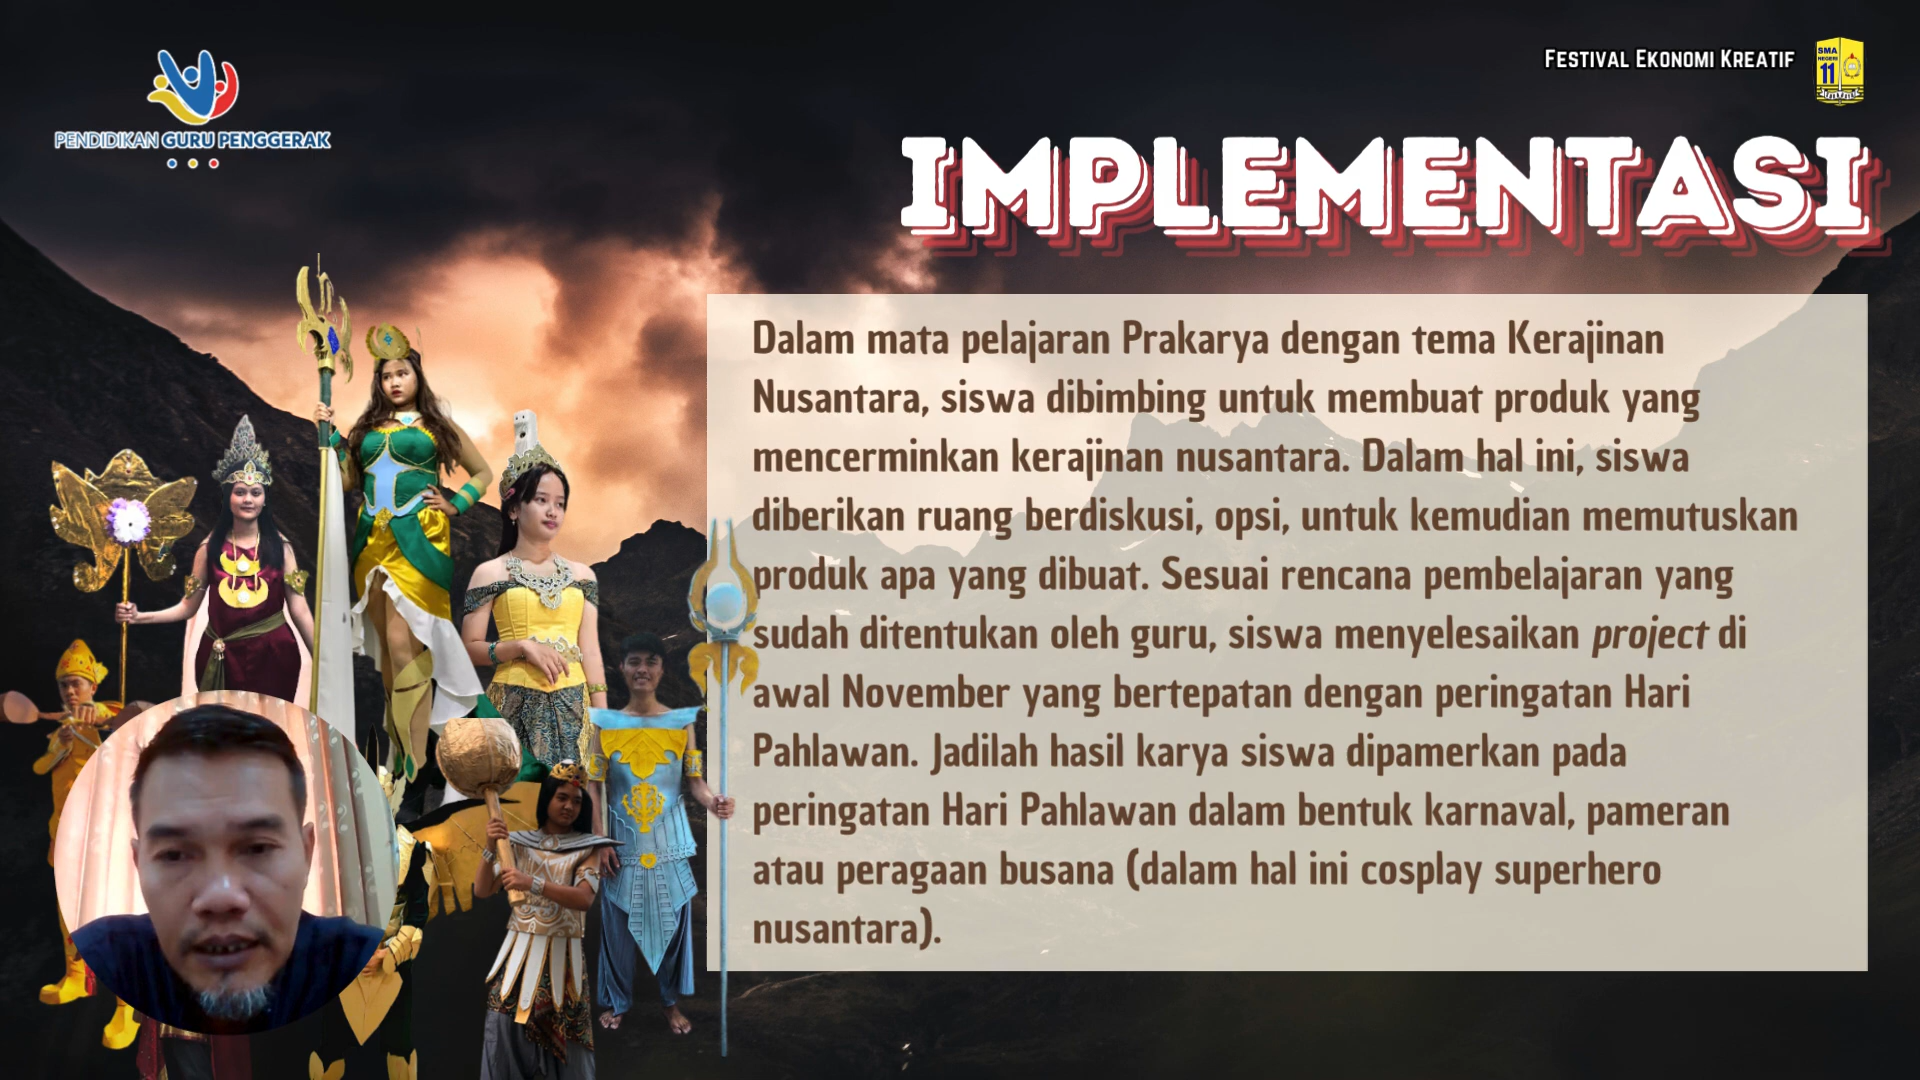 PENDIDIKAN GURU PENGGERAK
FESTIVAL EKONOMI KREATIF
SMA
NEGERI
11
IMPLEMENTASI
Dalam mata pelajaran Prakarya dengan tema Kerajinan
Nusantara, siswa dibimbing untuk membuat produk yang
mencerminkan kerajinan nusantara. Dalam hal ini, siswa
diberikan ruang berdiskusi, opsi, untuk kemudian memutuskan
produk apa yang dibuat. Sesuai rencana pembelajaran yang
sudah ditentukan oleh guru, siswa menyelesaikan project di
awal November yang bertepatan dengan peringatan Hari
Pahlawan. Jadilah hasil karya siswa dipamerkan pada
peringatan Hari Pahlawan dalam bentuk karnaval, pameran
atau peragaan busana (dalam hal ini cosplay superhero
nusantara).